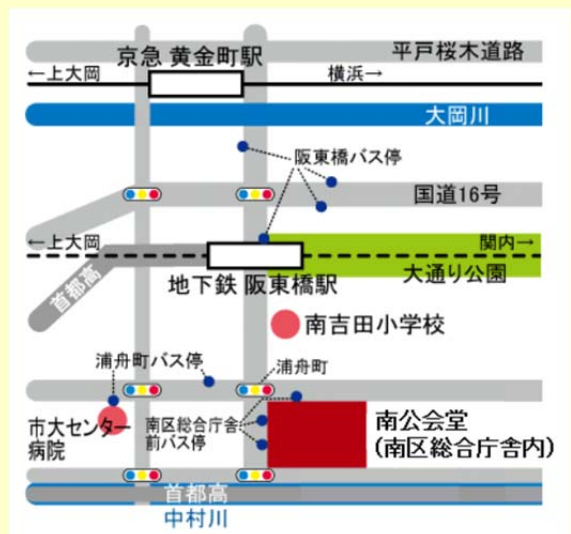 平戸桜木道路
京急 黄金町駅
←上大岡
横浜→
大岡川
阪東橋バス停
国道16号
←上大岡
関内→
首都高
地下鉄 阪東橋駅
大通り公園
南吉田小学校
浦舟町バス停
浦舟町
市大センター
病院
南区総合庁舎
前バス停
南公会堂
(南区総合庁舎内)
首都高
中村川